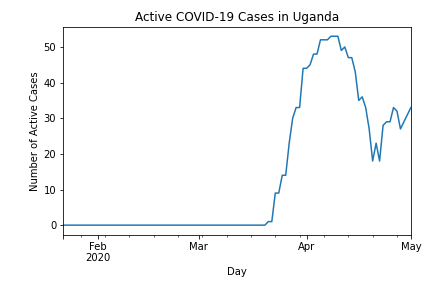 Active COVID-19 Cases in Uganda
Number of Active Cases
50
40
30
20
10
0
Feb
2020
Mar
Apr
May
Day